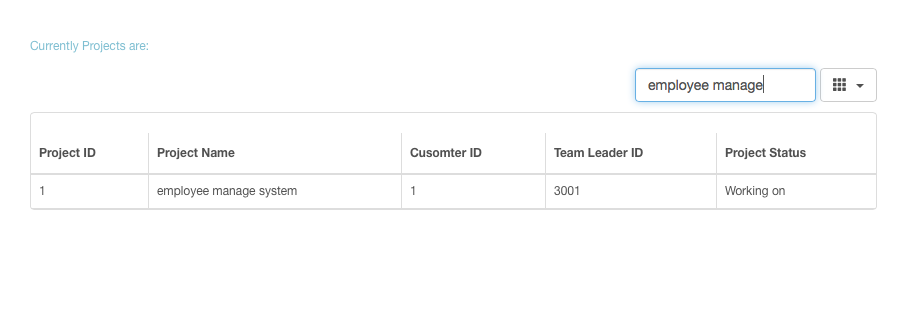 Currently Projects are:
employee manage
Project ID Project Name Cusomter ID Team Leader ID Project Status
1 employee manage system 1 3001 Working on